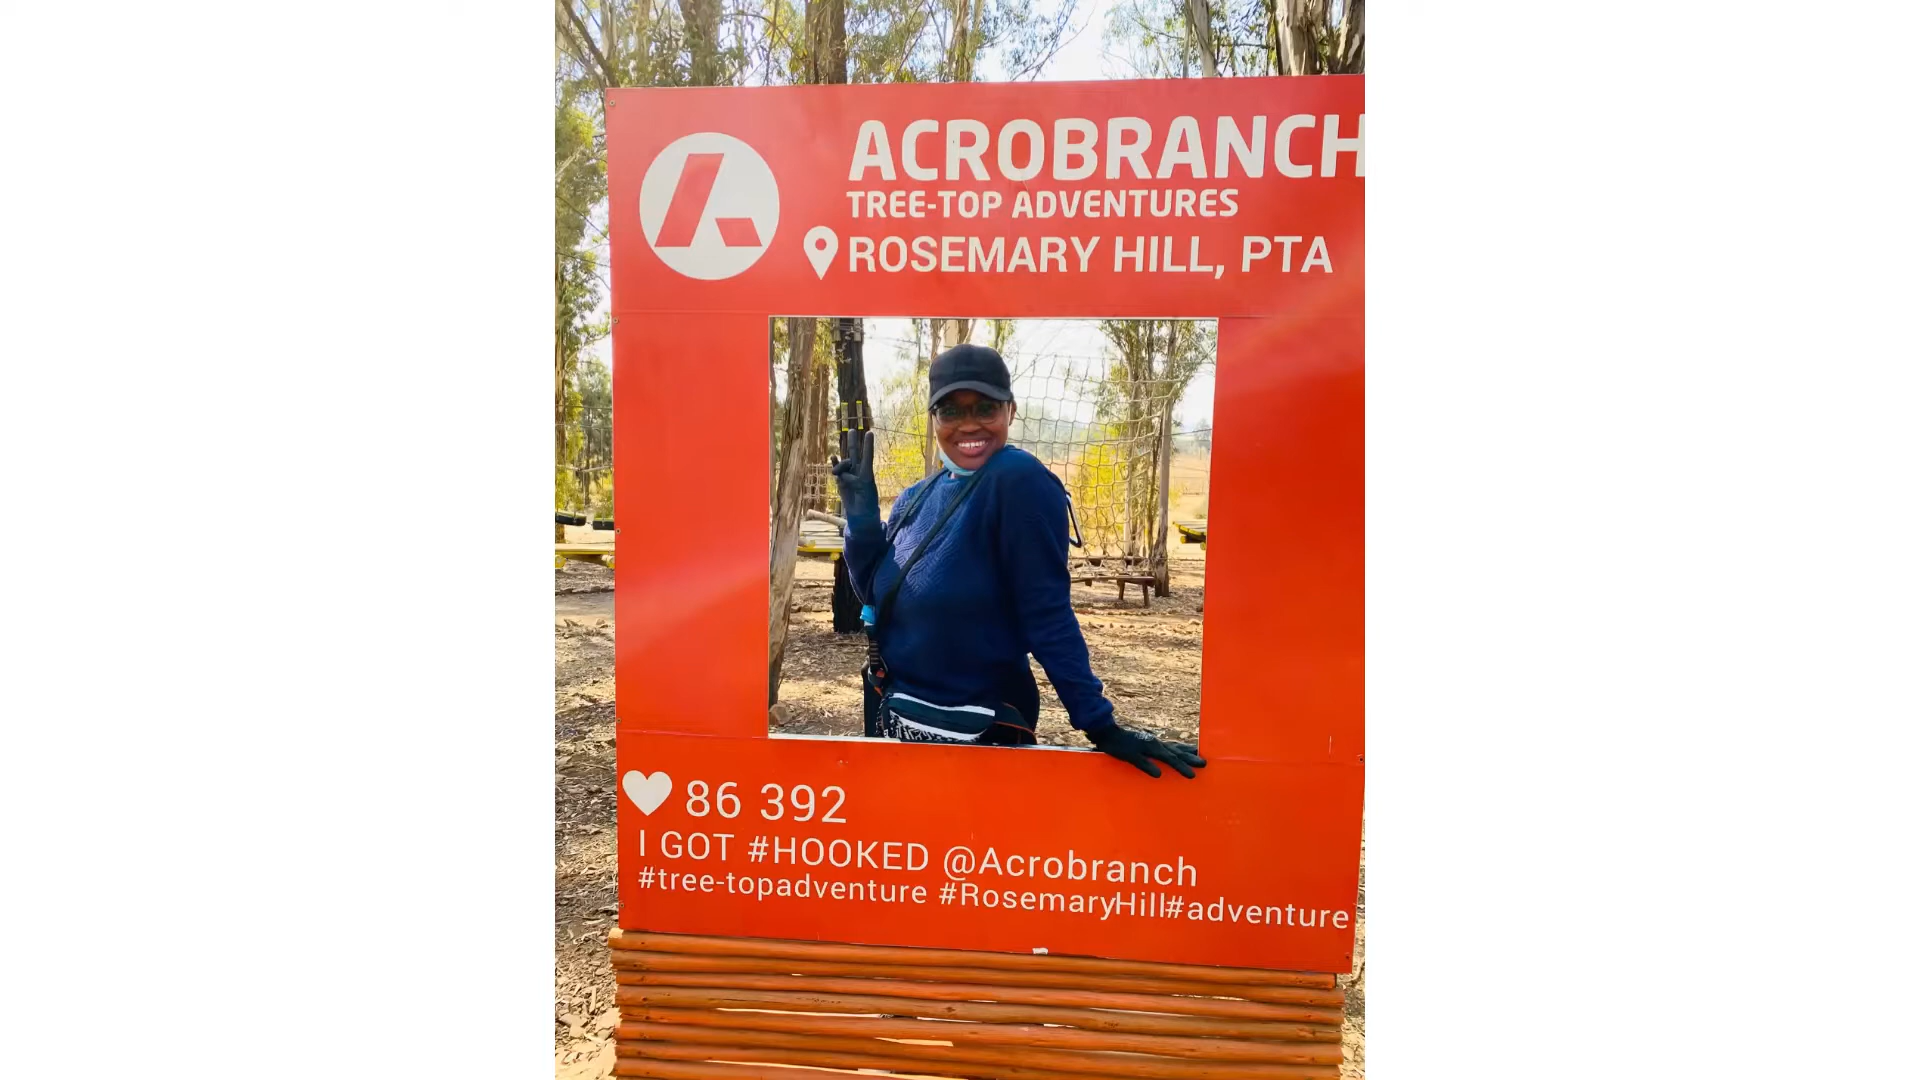 ACROBRANCH
TREE-TOP ADVENTURES
ROSEMARY HILL, PTA
86 392
I GOT #HOOKED @Acrobranch
#tree-topadventure #RosemaryHill#adventure